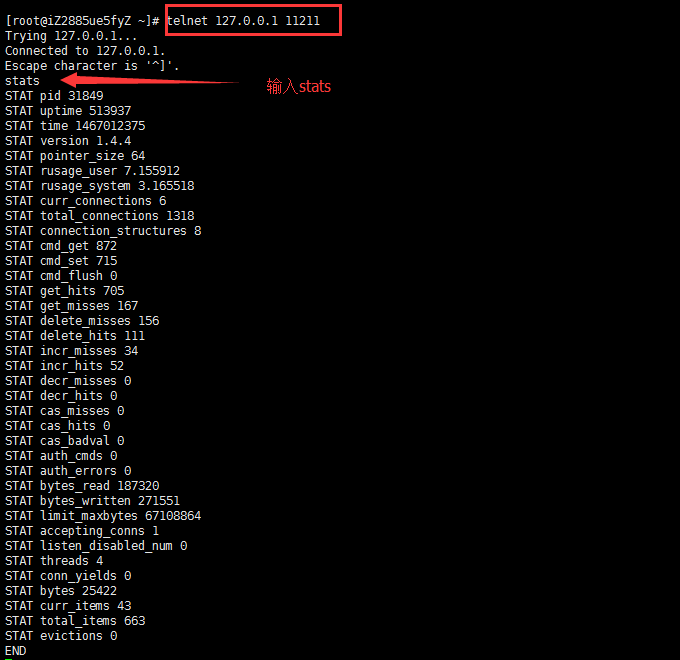 [root@iZ2885ue5fyZ ~]# telnet 127.0.0.1 11211
Trying 127.0.0.1...
Connected to 127.0.0.1.
Escape character is '^]'.
stats
输入stats
STAT pid 31849
STAT uptime 513937
STAT time 1467012375
STAT version 1.4.4
STAT pointer_size 64
STAT rusage_user 7.155912
STAT rusage_system 3.165518
STAT curr_connections 6
STAT total_connections 1318
STAT connection_structures 8
STAT cmd_get 872
STAT cmd_set 715
STAT cmd_flush 0
STAT get_hits 705
STAT get_misses 167
STAT delete_misses 156
STAT delete_hits 111
STAT incr_misses 34
STAT incr_hits 52
STAT decr_misses 0
STAT decr_hits 0
STAT cas_misses 0
STAT cas_hits 0
STAT cas_badval 0
STAT auth_cmds 0
STAT auth_errors 0
STAT bytes_read 187320
STAT bytes_written 271551
STAT limit_maxbytes 67108864
STAT accepting_conns 1
STAT listen_disabled_num 0
STAT threads 4
STAT conn_yields 0
STAT bytes 25422
STAT curr_items 43
STAT total_items 663
STAT evictions 0
END